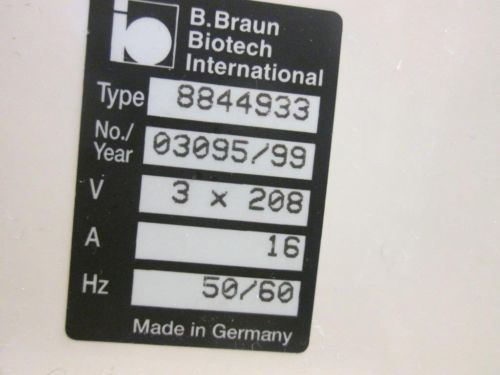 B.Braun
Biotech
International
Type 8844933
No./
Year 03095/99
V 3 x 208
A 16
Hz 50/60
Made in Germany